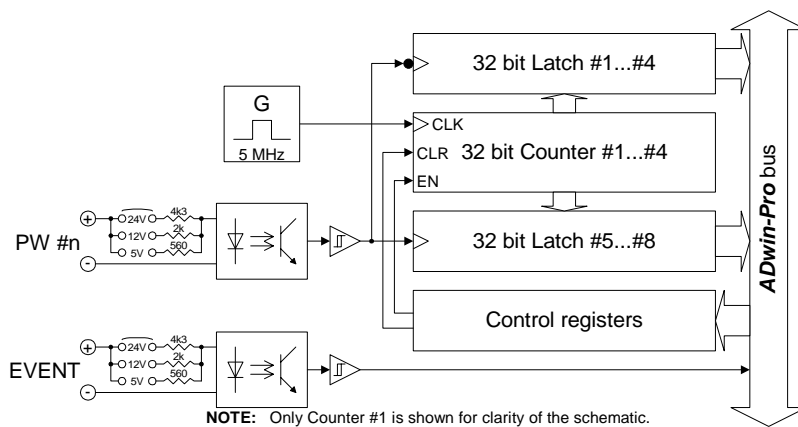 32 bit Latch #1...#4
G
5 MHz
CLK
CLR
EN
32 bit Counter #1...#4
32 bit Latch #5...#8
Control registers
ADwin-Pro bus
PW #n
+
-
24V
4k3
12V
2k
5V
560
EVENT
+
-
24V
4k3
12V
2k
5V
560
NOTE: Only Counter #1 is shown for clarity of the schematic.